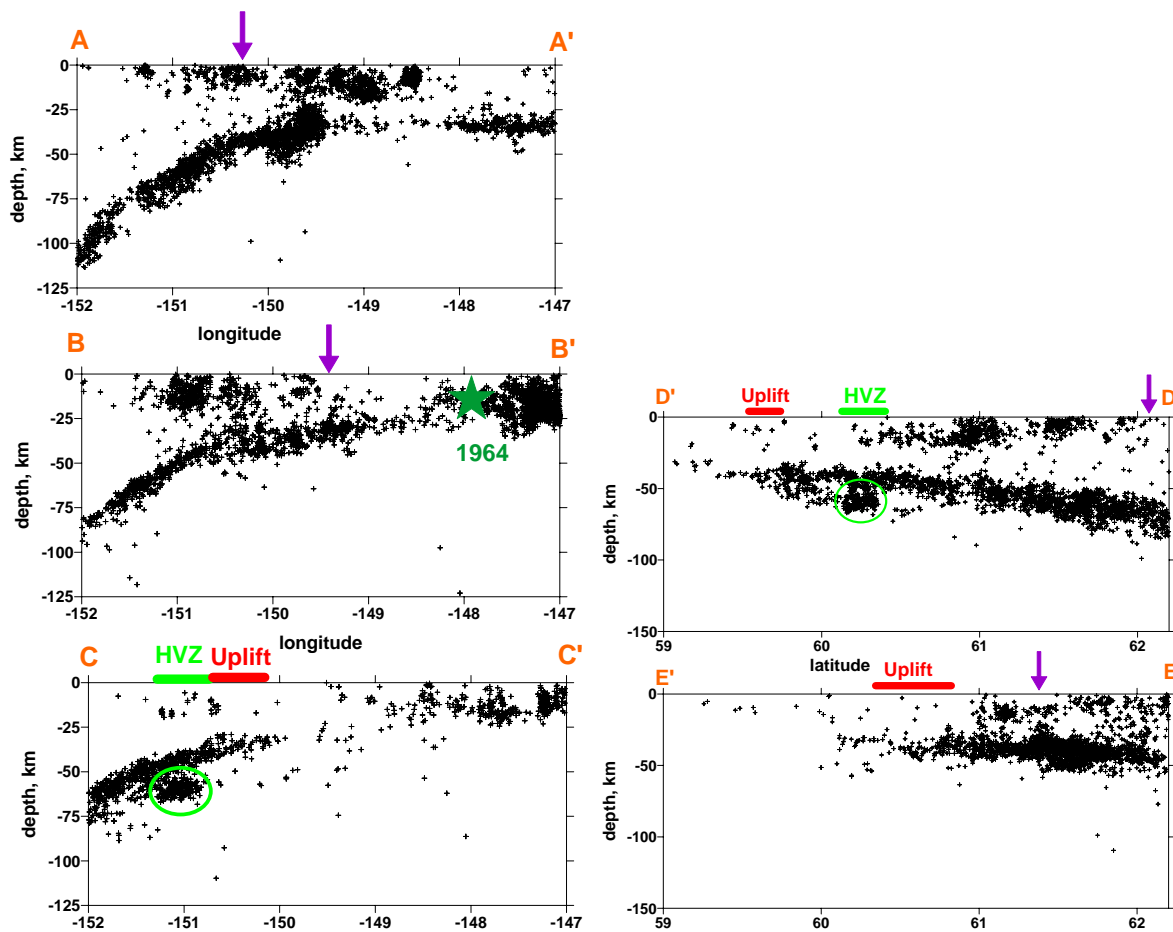 A A'
0
-25
-50
-75
-100
-125
depth, km
-152 -151 -150 -149 -148 -147
longitude
B B'
0
-25
-50
-75
-100
-125
depth, km
1964
-152 -151 -150 -149 -148 -147
longitude
C HVZ Uplift C'
0
-25
-50
-75
-100
-125
depth, km
-152 -151 -150 -149 -148 -147
D' Uplift HVZ D
0
-50
-100
-150
depth, km
59 60 61 62
latitude
E' Uplift E
0
-50
-100
-150
depth, km
59 60 61 62